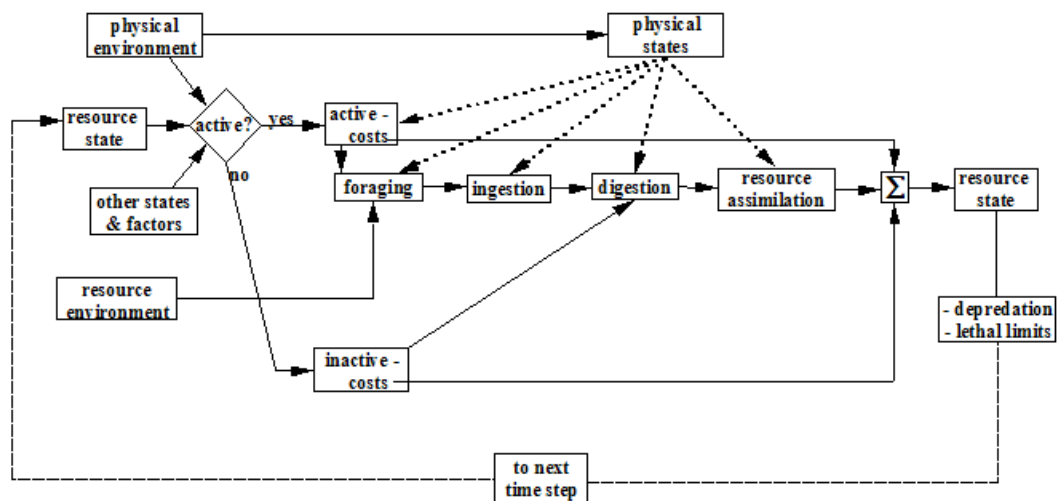 physical
environment
physical
states
resource
state
active?
yes
active -
costs
no
other states
& factors
foraging
ingestion
digestion
resource
assimilation
Σ
resource
state
resource
environment
- depredation
- lethal limits
inactive -
costs
to next
time step